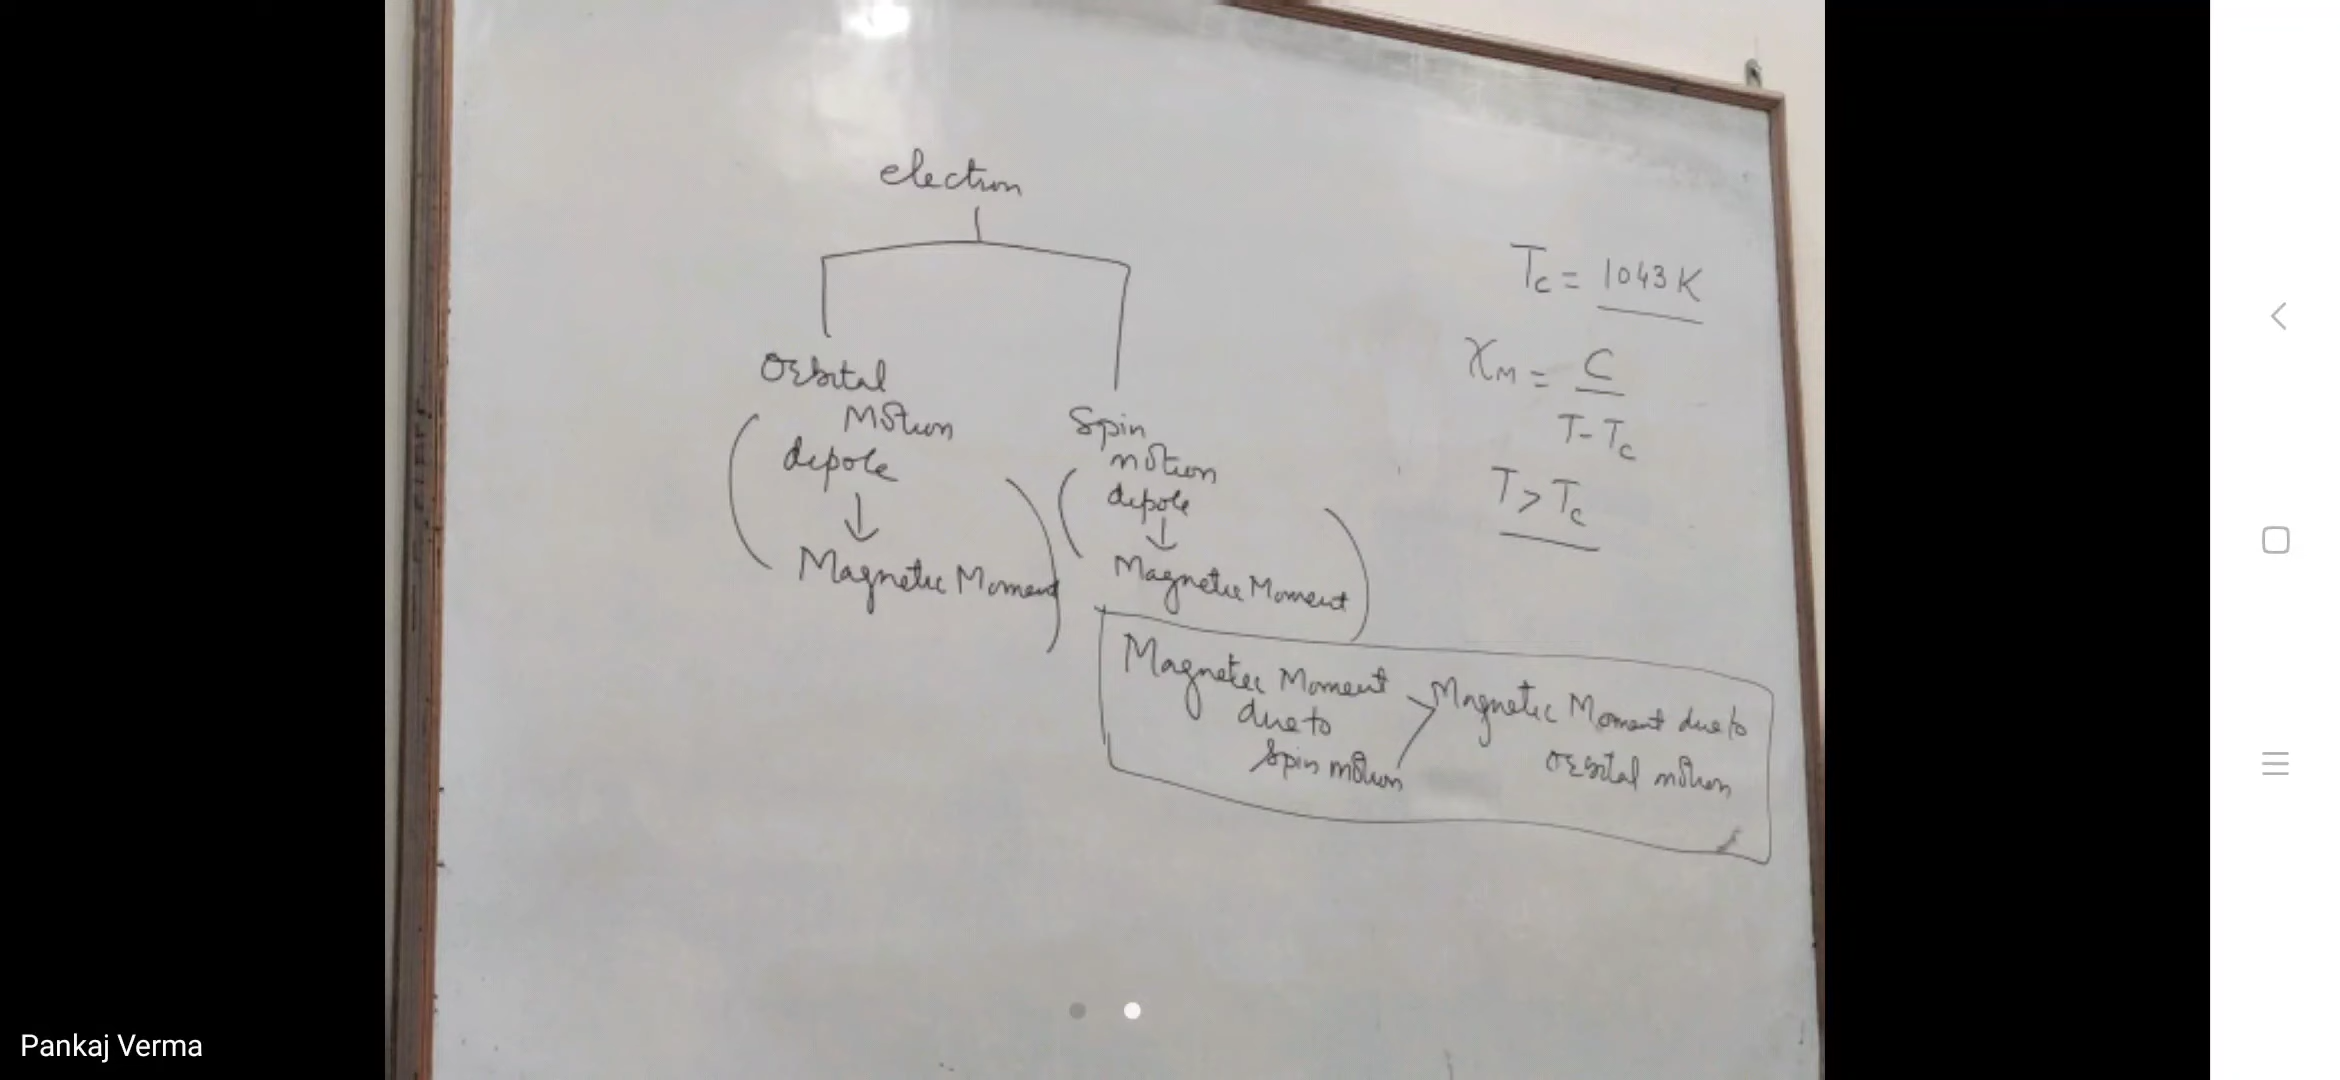 electron
Orbital
Motion
dipole
↓
Magnetic Moment
Spin
motion
dipole
↓
Magnetic Moment
Tc = 1043 K
χM = C
T - Tc
T > Tc
Magnetic Moment > Magnetic Moment due to
due to
Spin motion
orbital motion
Pankaj Verma